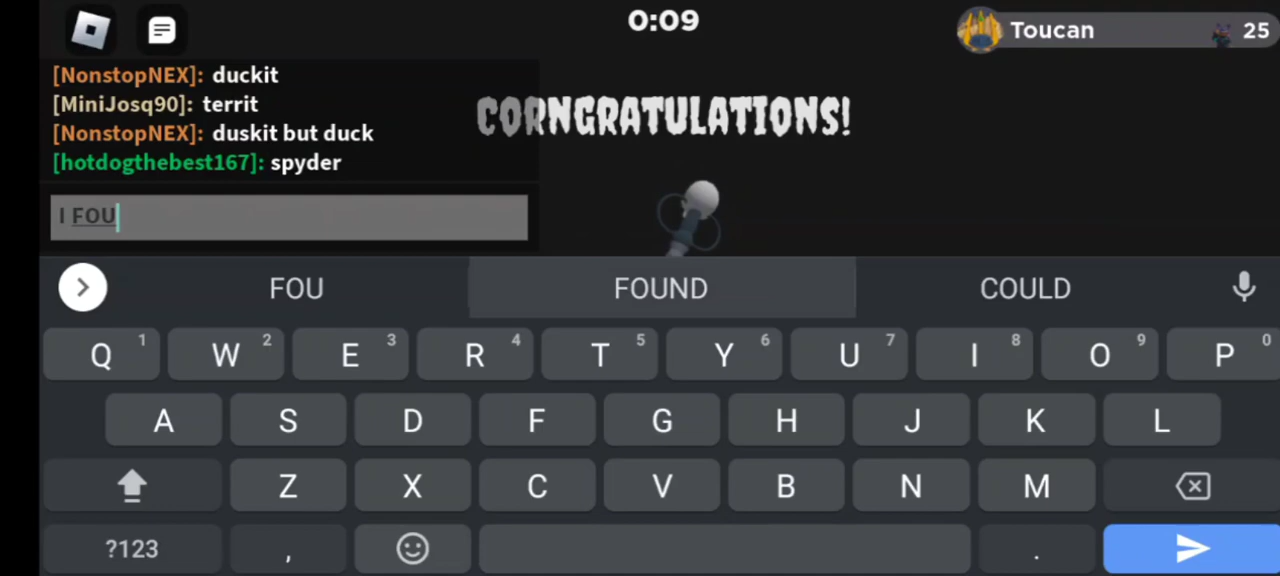 0:09
Toucan 25
[NonstopNEX]: duckit
[MiniJosq90]: territ
[NonstopNEX]: duskit but duck
[hotdogthebest167]: spyder
CORNGRATULATIONS!
I FOU
FOU FOUND COULD
Q 1 W 2 E 3 R 4 T 5 Y 6 U 7 I 8 O 9 P 0
A S D F G H J K L
Z X C V B N M
?123 , .